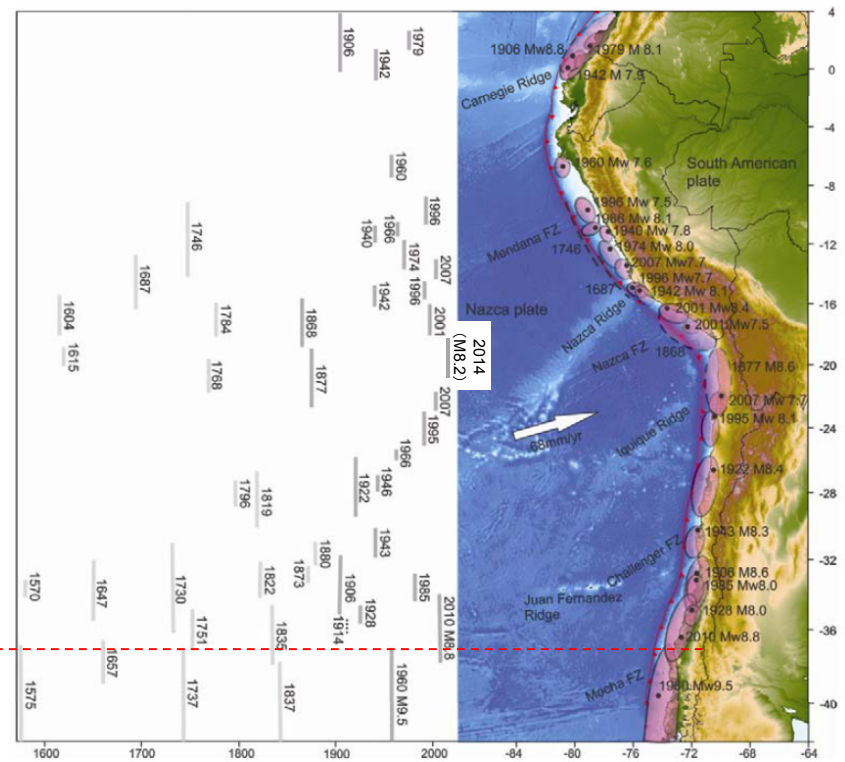 1906
1979
1942
1960
1996
1966
1940
1746
1974
2007
1687
1996
1942
1604
1784
1868
2001
2014
(M8.2)
1615
1877
1768
2007
1995
1966
1946
1922
1796
1819
1943
1880
1873
1570
1647
1730
1822
1906
1985
1928
2010 M8.8
1914
1751
1835
1657
1575
1737
1837
1960 M9.5
1600
1700
1800
1900
2000
1906 Mw8.8
1979 M 8.1
1942 M 7.9
Carnegie Ridge
1960 Mw 7.6
South American
plate
1996 Mw 7.5
1966 Mw 8.1
1940 Mw 7.8
Mendana FZ
1746
1974 Mw 8.0
2007 Mw7.7
1996 Mw7.7
1687
1942 Mw 8.1
Nazca plate
2001 Mw8.4
Nazca Ridge
2001 Mw7.5
Nazca FZ
1868
1877 M8.6
2007 Mw 7.7
1995 Mw 8.1
68mm/yr
Iquique Ridge
1922 M8.4
1943 M8.3
Challenger FZ
1906 M8.6
1985 Mw8.0
Juan Fernandez
Ridge
1928 M8.0
2010 Mw8.8
Mocha FZ
1960 Mw9.5
4
0
-4
-8
-12
-16
-20
-24
-28
-32
-36
-40
-84
-80
-76
-72
-68
-64